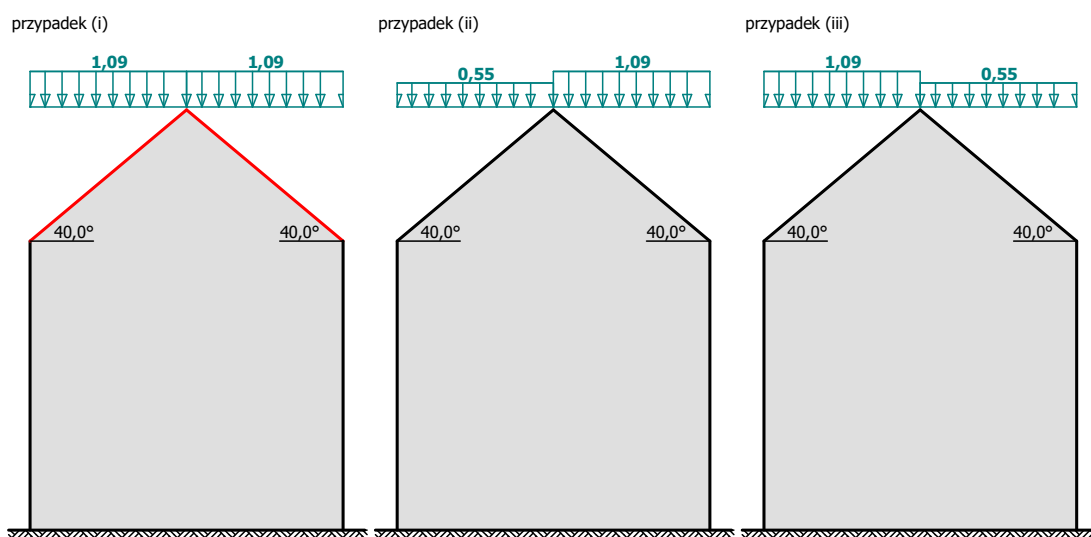 przypadek (i)
1,09 1,09
40,0° 40,0°
przypadek (ii)
0,55 1,09
40,0° 40,0°
przypadek (iii)
1,09 0,55
40,0° 40,0°